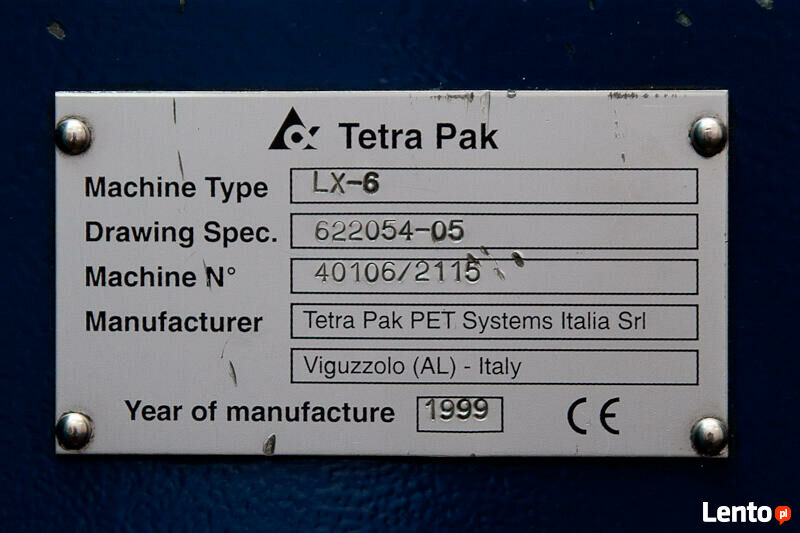 Tetra Pak
Machine Type LX-6
Drawing Spec. 622054-05
Machine N° 40106/2115
Manufacturer Tetra Pak PET Systems Italia Srl
Viguzzolo (AL) - Italy
Year of manufacture 1999 CE
Lento pl